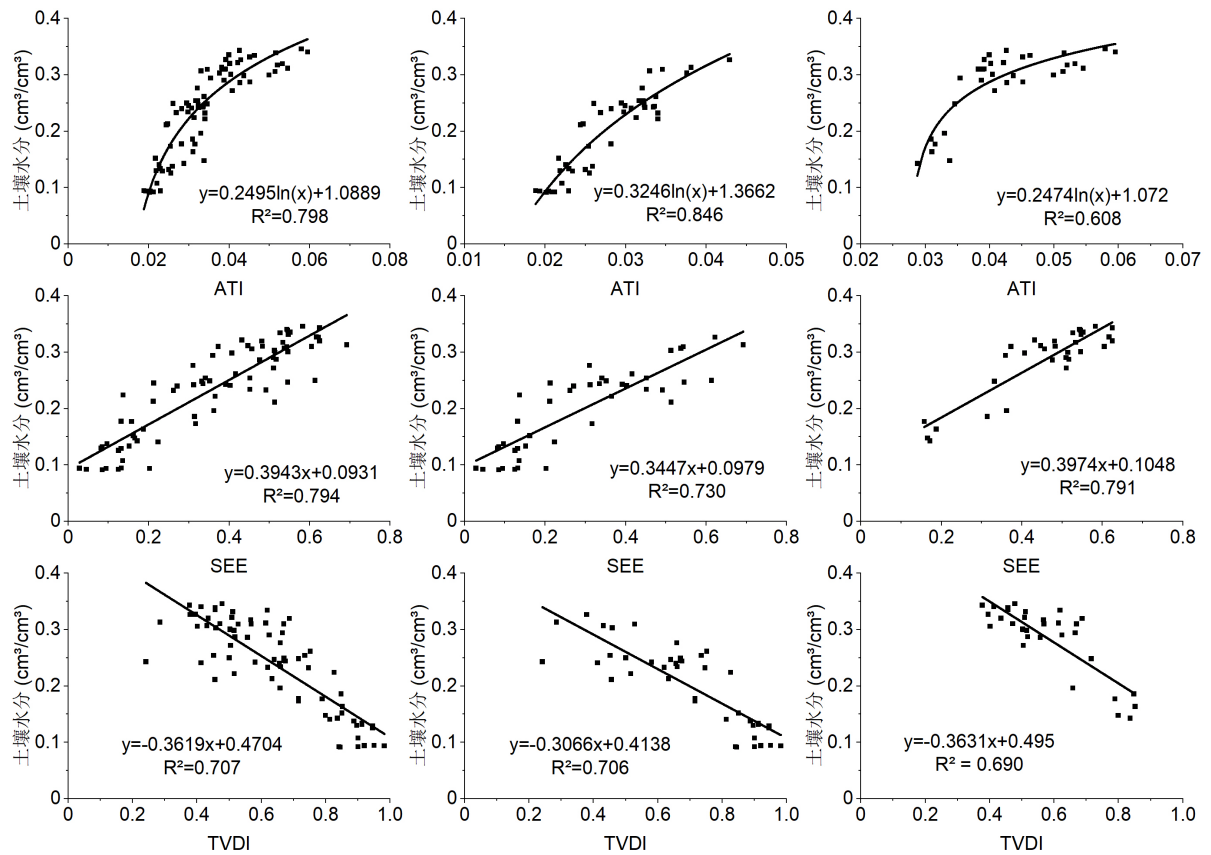 0.4
0.3
0.2
0.1
0
土壤水分 (cm³/cm³)
y=0.2495ln(x)+1.0889
R²=0.798
0 0.02 0.04 0.06 0.08
ATI
0.4
0.3
0.2
0.1
0
土壤水分 (cm³/cm³)
y=0.3246ln(x)+1.3662
R²=0.846
0.01 0.02 0.03 0.04 0.05
ATI
0.4
0.3
0.2
0.1
0
土壤水分 (cm³/cm³)
y=0.2474ln(x)+1.072
R²=0.608
0.02 0.03 0.04 0.05 0.06 0.07
ATI
0.4
0.3
0.2
0.1
0
土壤水分 (cm³/cm³)
y=0.3943x+0.0931
R²=0.794
0 0.2 0.4 0.6 0.8
SEE
0.4
0.3
0.2
0.1
0
土壤水分 (cm³/cm³)
y=0.3447x+0.0979
R²=0.730
0 0.2 0.4 0.6 0.8
SEE
0.4
0.3
0.2
0.1
0
土壤水分 (cm³/cm³)
y=0.3974x+0.1048
R²=0.791
0 0.2 0.4 0.6 0.8
SEE
0.4
0.3
0.2
0.1
0
土壤水分 (cm³/cm³)
y=-0.3619x+0.4704
R²=0.707
0 0.2 0.4 0.6 0.8 1.0
TVDI
0.4
0.3
0.2
0.1
0
土壤水分 (cm³/cm³)
y=-0.3066x+0.4138
R²=0.706
0 0.2 0.4 0.6 0.8 1.0
TVDI
0.4
0.3
0.2
0.1
0
土壤水分 (cm³/cm³)
y=-0.3631x+0.495
R² = 0.690
0 0.2 0.4 0.6 0.8 1.0
TVDI